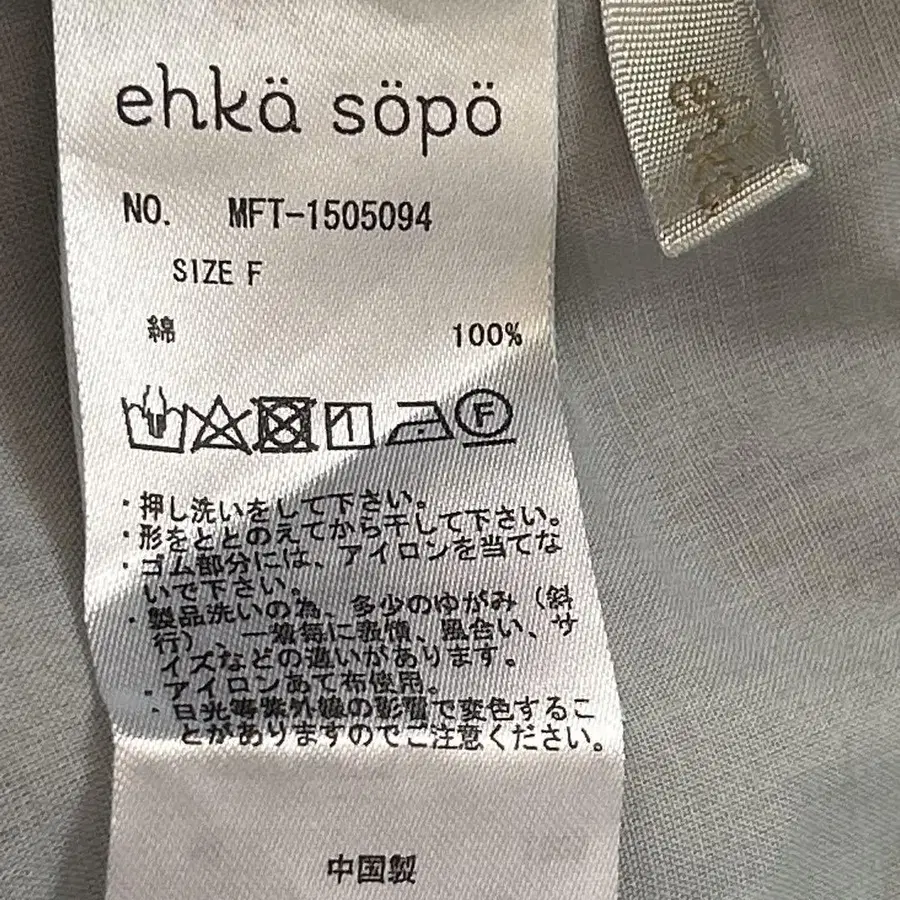 ehkä söpö
ehkä
NO. MFT-1505094
SIZE F
綿 100%
F
・押し洗いをして下さい。
・形をととのえてから干して下さい。
・ゴム部分には、アイロンを当てな
いで下さい。
・製品洗いの為、多少のゆがみ（斜
行）、一着毎に表情、風合い、サ
イズなどの違いがあります。
・アイロンあて布使用。
・日光等紫外線の影響で変色するこ
とがありますのでご注意ください。
中国製